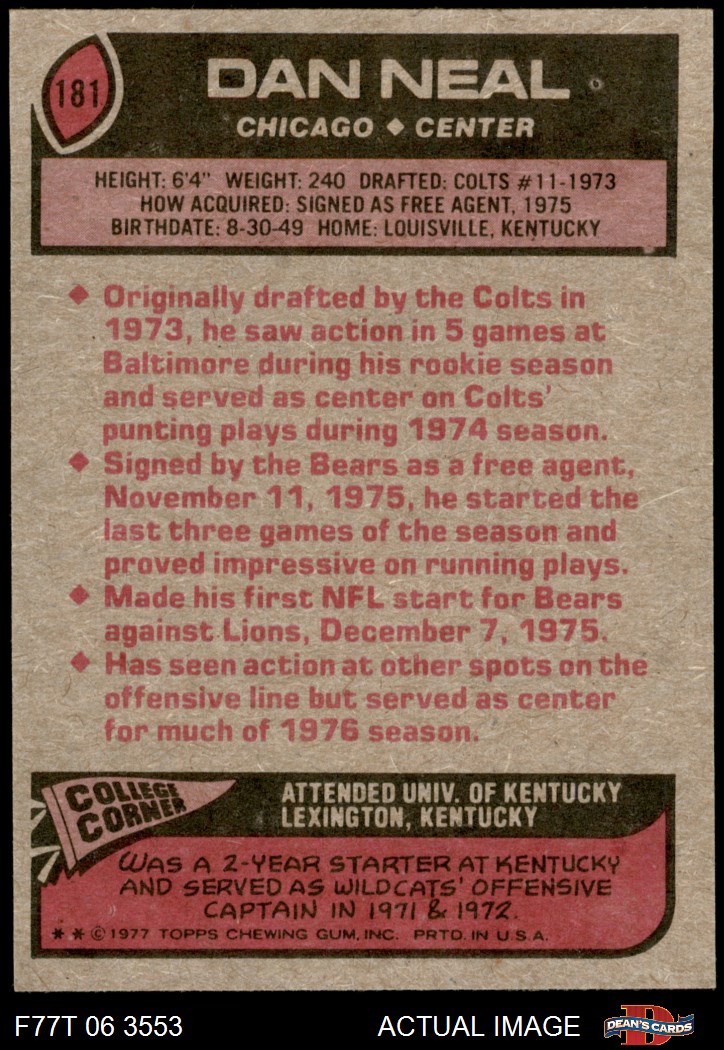 181
DAN NEAL
CHICAGO ◆ CENTER
HEIGHT: 6'4" WEIGHT: 240 DRAFTED: COLTS #11-1973
HOW ACQUIRED: SIGNED AS FREE AGENT, 1975
BIRTHDATE: 8-30-49 HOME: LOUISVILLE, KENTUCKY
◆ Originally drafted by the Colts in
1973, he saw action in 5 games at
Baltimore during his rookie season
and served as center on Colts'
punting plays during 1974 season.
◆ Signed by the Bears as a free agent,
November 11, 1975, he started the
last three games of the season and
proved impressive on running plays.
◆ Made his first NFL start for Bears
against Lions, December 7, 1975.
◆ Has seen action at other spots on the
offensive line but served as center
for much of 1976 season.
COLLEGE
CORNER
ATTENDED UNIV. OF KENTUCKY
LEXINGTON, KENTUCKY
WAS A 2-YEAR STARTER AT KENTUCKY
AND SERVED AS WILDCATS' OFFENSIVE
CAPTAIN IN 1971 & 1972.
* * © 1977 TOPPS CHEWING GUM, INC. PRTD. IN U.S.A.
F77T 06 3553
ACTUAL IMAGE
D
DEAN'S CARDS